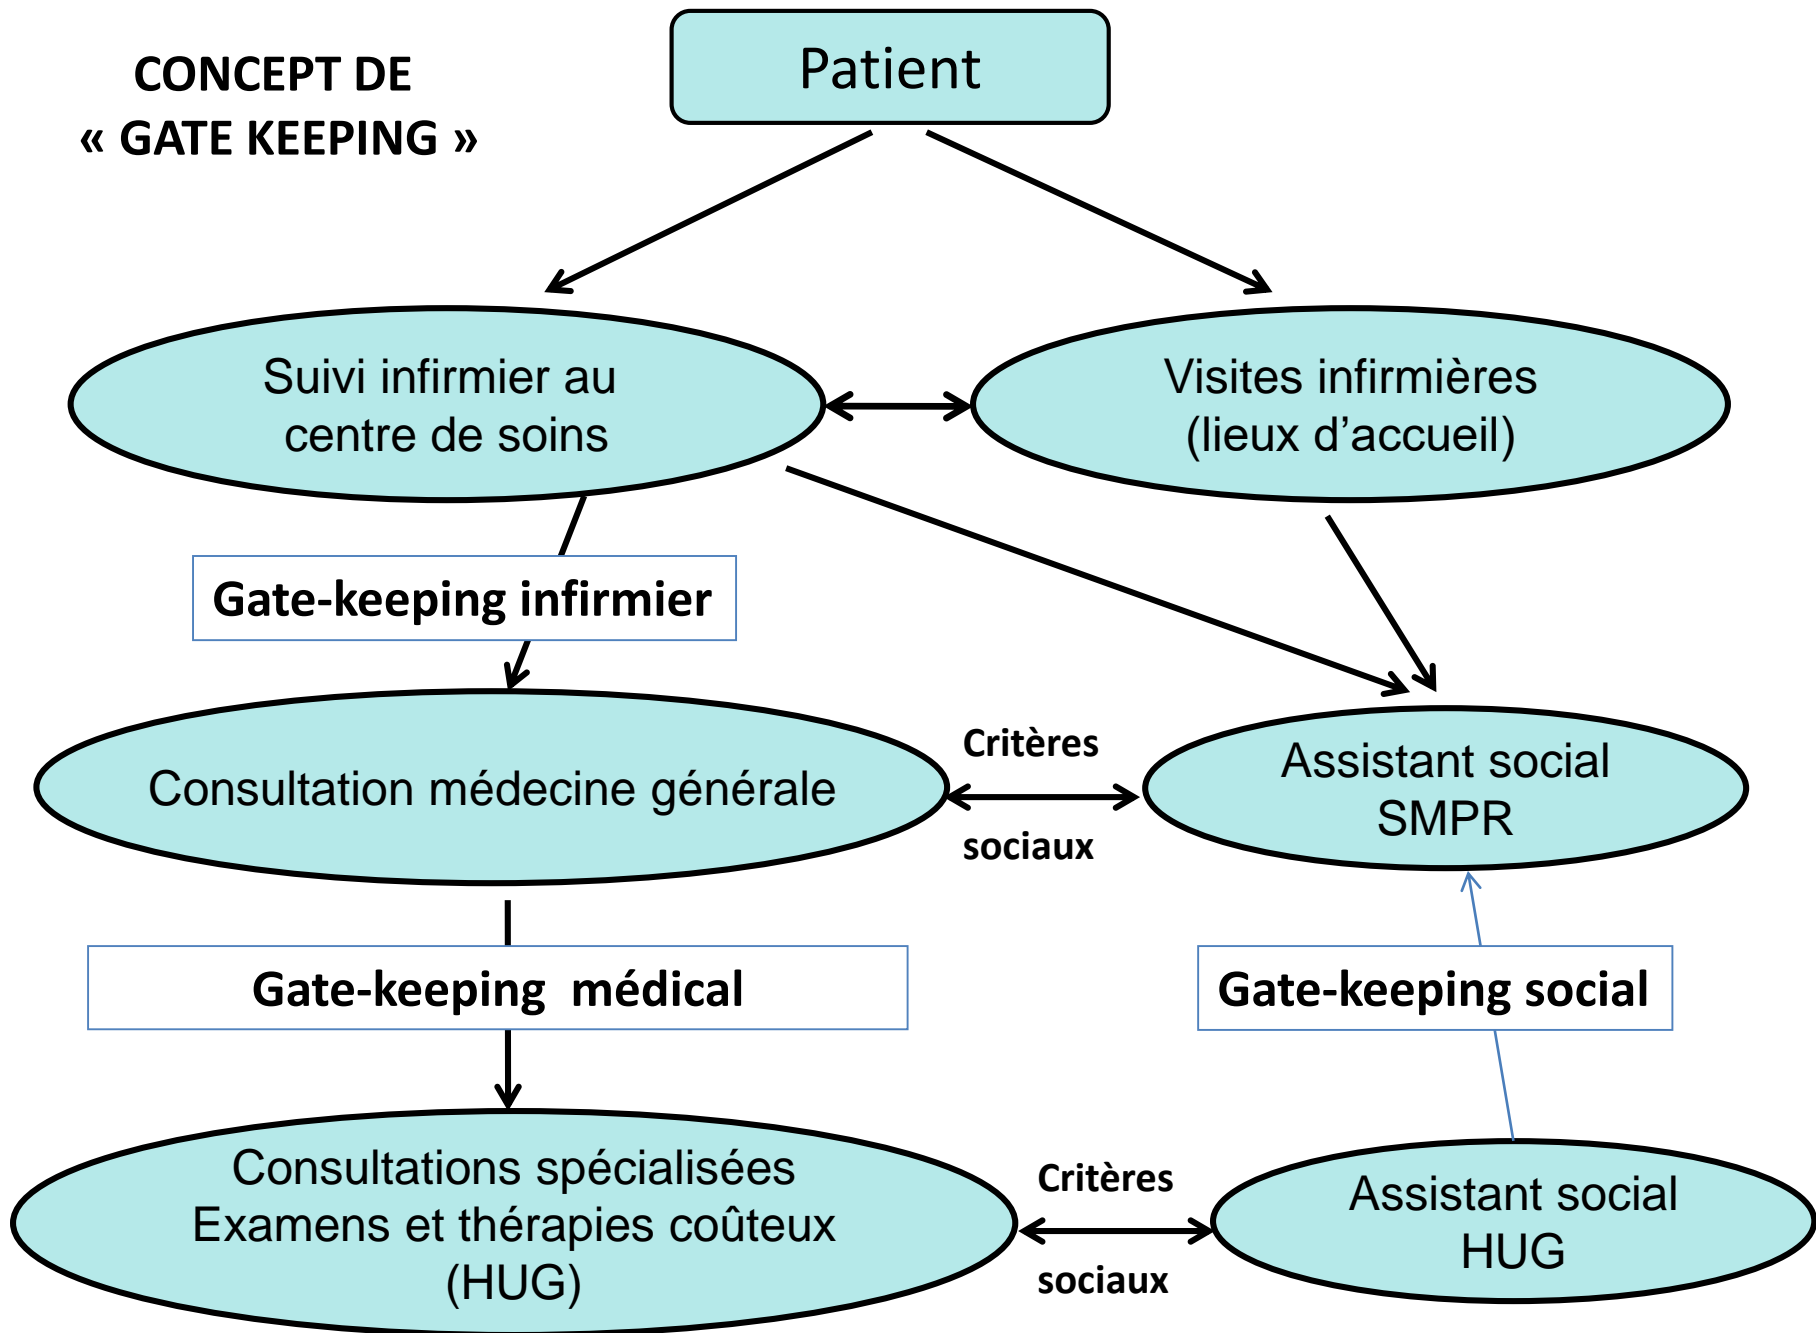 CONCEPT DE
« GATE KEEPING »
Patient
Suivi infirmier au
centre de soins
Visites infirmières
(lieux d’accueil)
Gate-keeping infirmier
Consultation médecine générale
Critères
sociaux
Assistant social
SMPR
Gate-keeping  médical
Gate-keeping social
Consultations spécialisées
Examens et thérapies coûteux
(HUG)
Critères
sociaux
Assistant social
HUG